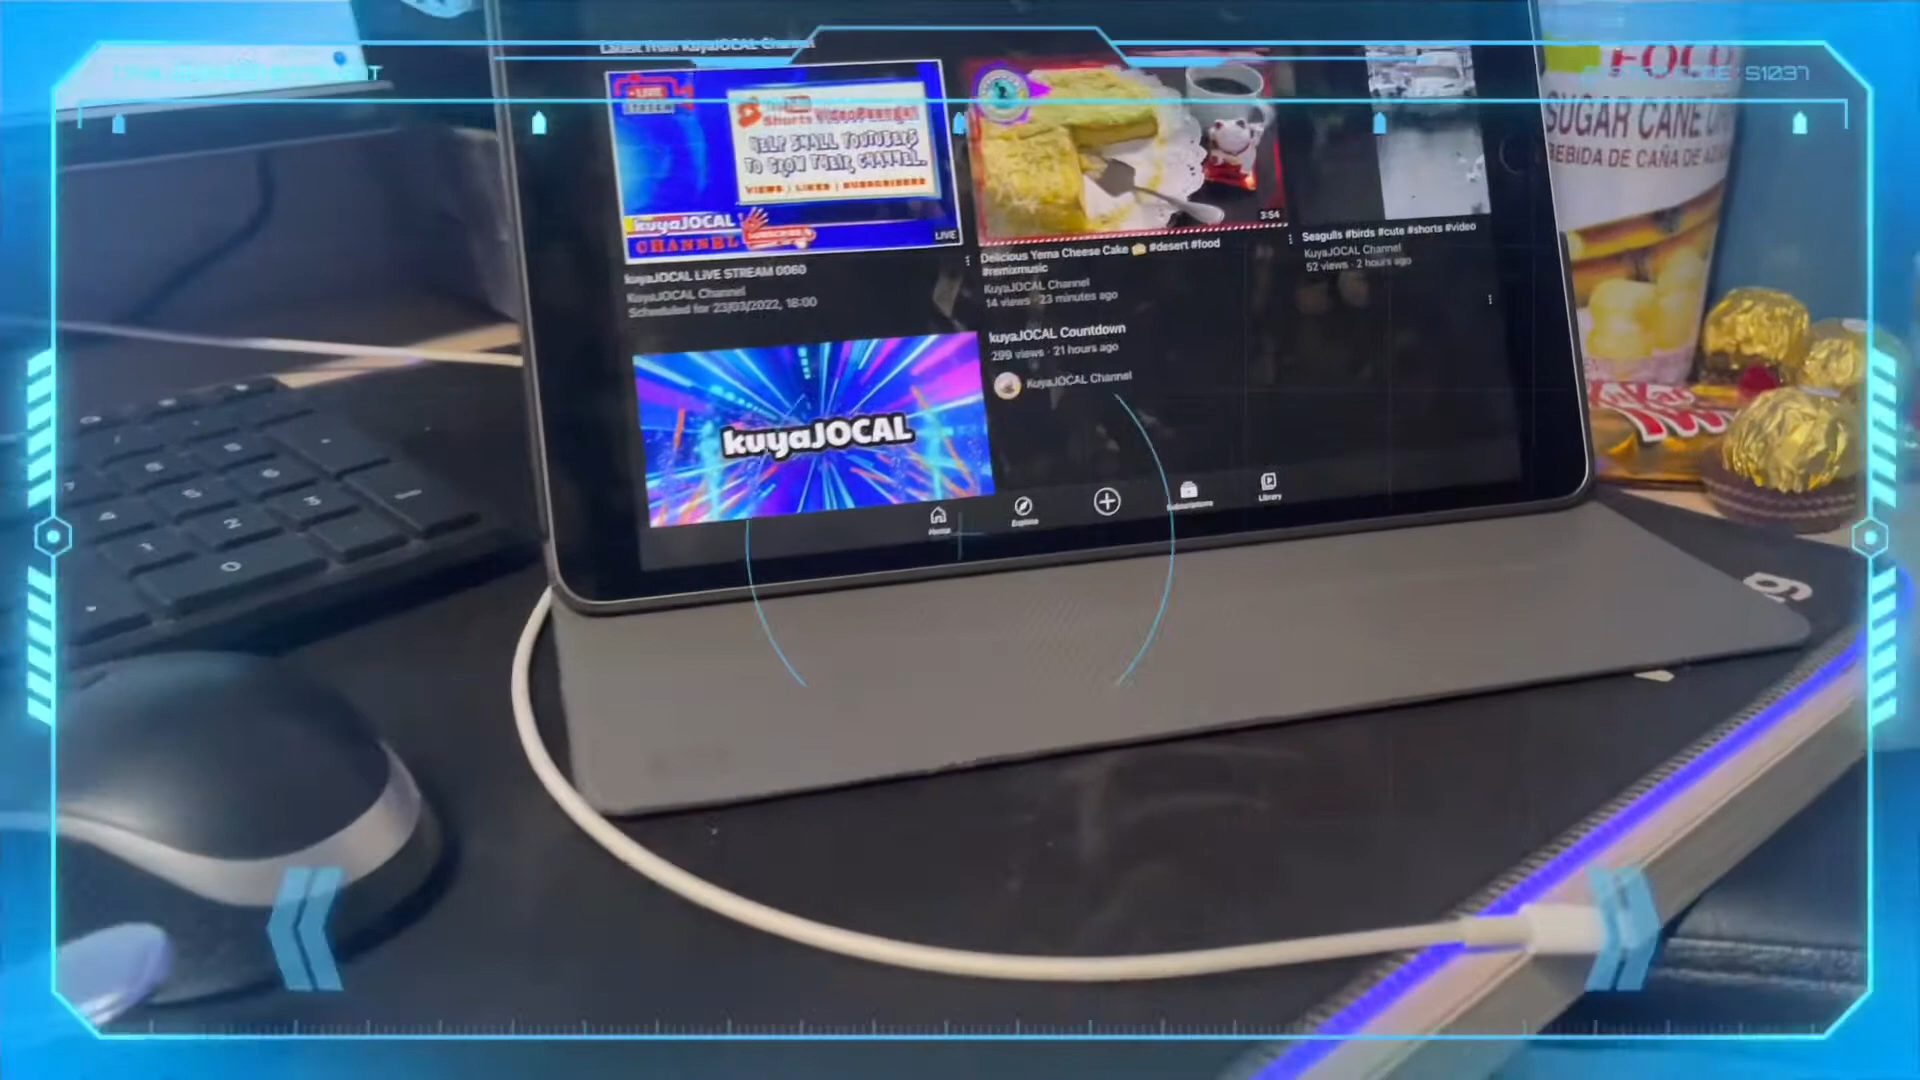 Latest from KuyaJOCAL Channel
CODE: S1037
LIVE
STREAM
Shorts
HELP SMALL YOUTUBERS
TO GROW THEIR CHANNEL.
VIEWS | LIKES | SUBSCRIBERS
kuyaJOCAL
CHANNEL
SUBSCRIBE
LIVE
kuyaJOCAL LIVE STREAM 0060
KuyaJOCAL Channel
Scheduled for 23/03/2022, 18:00
3:54
Delicious Yema Cheese Cake 🍰 #desert #food
#remixmusic
KuyaJOCAL Channel
14 views · 23 minutes ago
Seagulls #birds #cute #shorts #video
KuyaJOCAL Channel
52 views · 2 hours ago
kuyaJOCAL
kuyaJOCAL Countdown
299 views · 21 hours ago
KuyaJOCAL Channel
Home
Explore
Subscriptions
Library
FOCO
SUGAR CANE
BEBIDA DE CAÑA DE